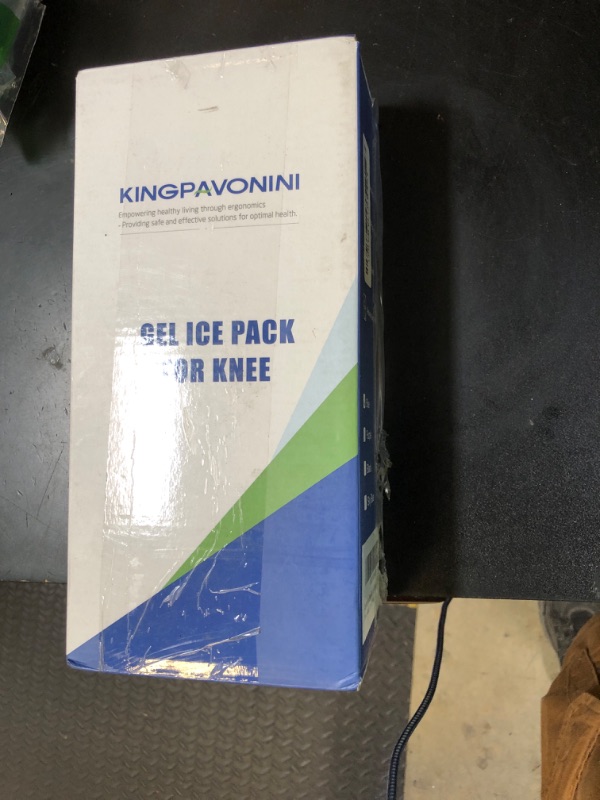 KINGPAVONINI
Empowering healthy living through ergonomics
- Providing safe and effective solutions for optimal health.
GEL ICE PACK
FOR KNEE